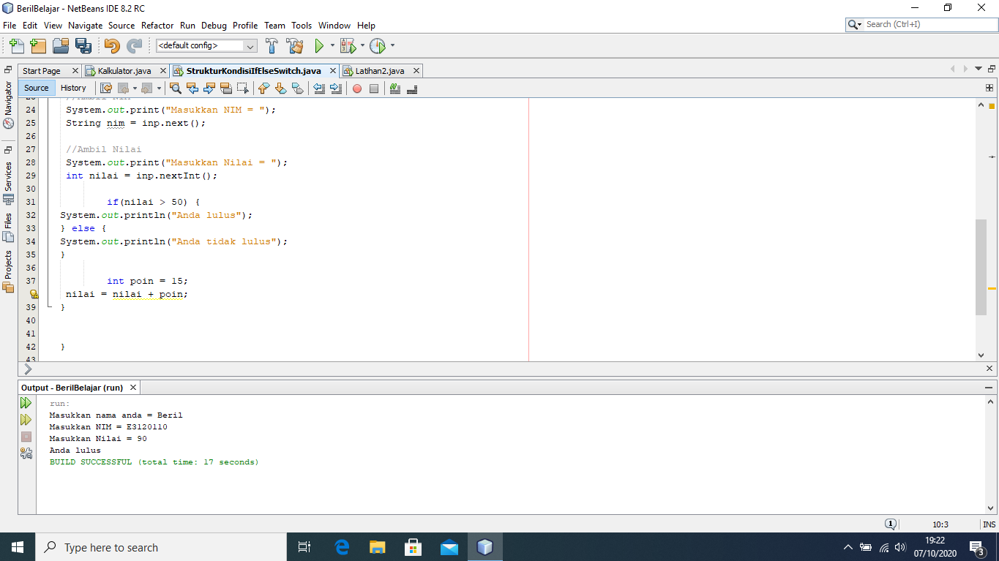 BerilBelajar - NetBeans IDE 8.2 RC
File Edit View Navigate Source Refactor Run Debug Profile Team Tools Window Help
Search (Ctrl+I)
<default config>
Start Page Kalkulator.java StrukturKondisiIfElseSwitch.java Latihan2.java
Source History
Navigator
Services
Files
Projects
23 //Ambil NIM
24 System.out.print("Masukkan NIM = ");
25 String nim = inp.next();
26
27 //Ambil Nilai
28 System.out.print("Masukkan Nilai = ");
29 int nilai = inp.nextInt();
30
31 if(nilai > 50) {
32 System.out.println("Anda lulus");
33 } else {
34 System.out.println("Anda tidak lulus");
35 }
36
37 int poin = 15;
nilai = nilai + poin;
39 }
40
41
42 }
43
Output - BerilBelajar (run)
run:
Masukkan nama anda = Beril
Masukkan NIM = E3120110
Masukkan Nilai = 90
Anda lulus
BUILD SUCCESSFUL (total time: 17 seconds)
1 10:3 INS
Type here to search
19:22
07/10/2020
3